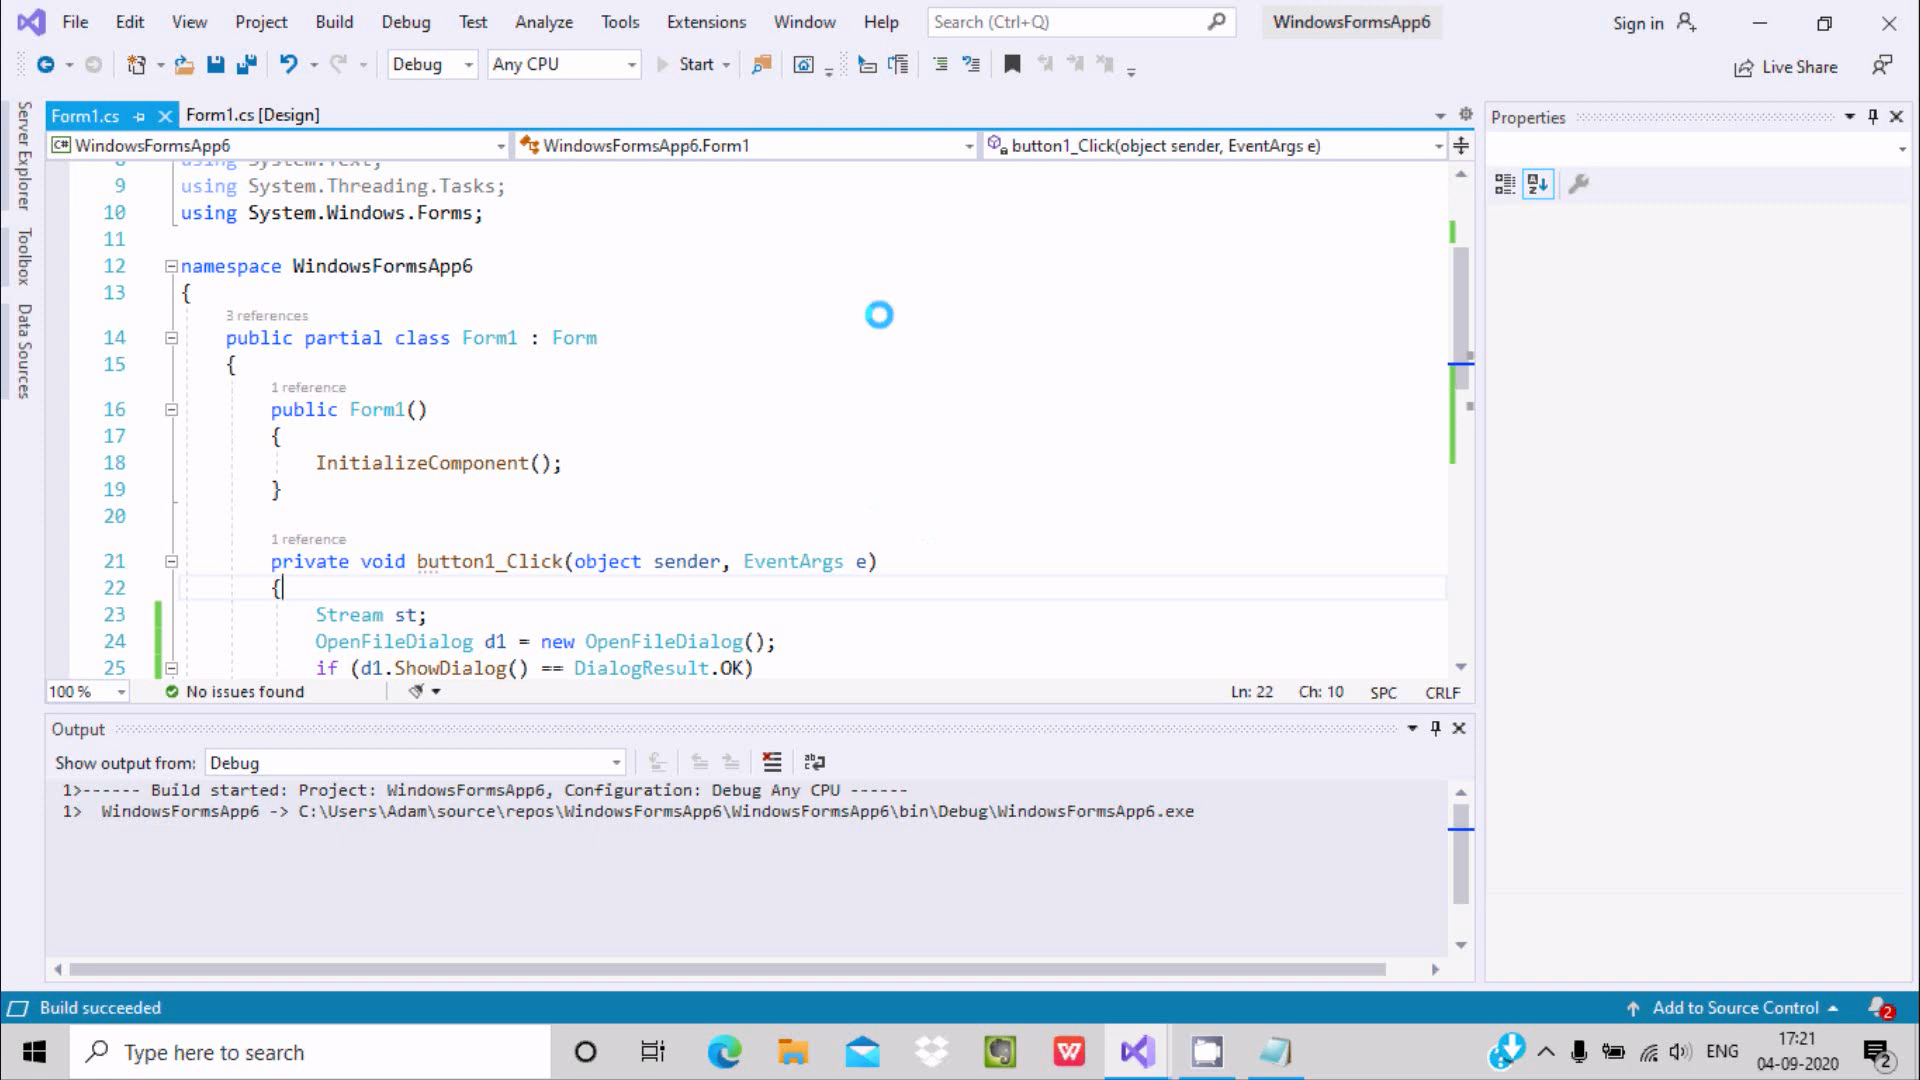 File Edit View Project Build Debug Test Analyze Tools Extensions Window Help Search (Ctrl+Q) WindowsFormsApp6 Sign in
Debug Any CPU Start Live Share
Form1.cs Form1.cs [Design]
WindowsFormsApp6 WindowsFormsApp6.Form1 button1_Click(object sender, EventArgs e)
Server Explorer
Toolbox
Data Sources
8 using System.Text;
9 using System.Threading.Tasks;
10 using System.Windows.Forms;
11
12 namespace WindowsFormsApp6
13 {
3 references
14 public partial class Form1 : Form
15 {
1 reference
16 public Form1()
17 {
18 InitializeComponent();
19 }
20
1 reference
21 private void button1_Click(object sender, EventArgs e)
22 {
23 Stream st;
24 OpenFileDialog d1 = new OpenFileDialog();
25 if (d1.ShowDialog() == DialogResult.OK)
100 % No issues found Ln: 22 Ch: 10 SPC CRLF
Output
Show output from: Debug
1>------ Build started: Project: WindowsFormsApp6, Configuration: Debug Any CPU ------
1> WindowsFormsApp6 -> C:\Users\Adam\source\repos\WindowsFormsApp6\WindowsFormsApp6\bin\Debug\WindowsFormsApp6.exe
Properties
Build succeeded Add to Source Control 2
Type here to search ENG 17:21
04-09-2020 2